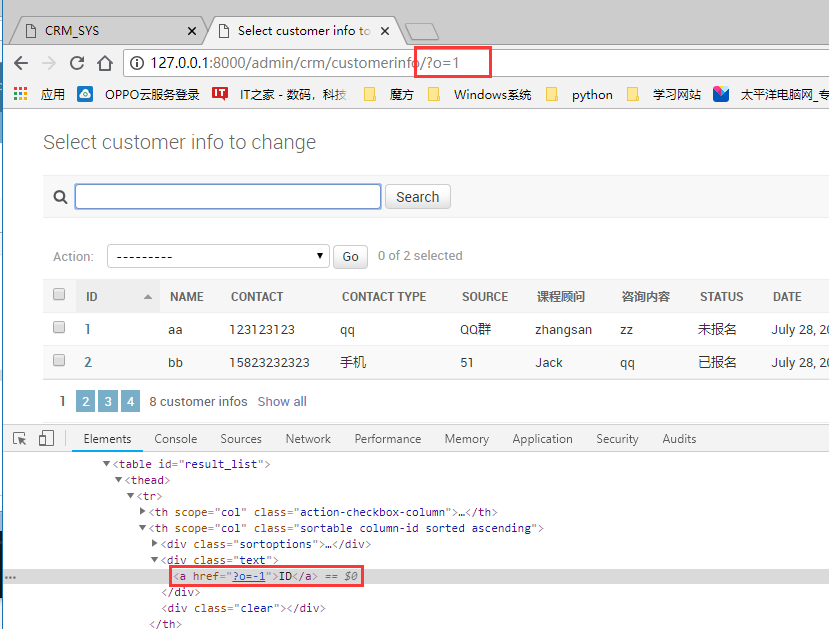 CRM_SYS
Select customer info to
127.0.0.1:8000/admin/crm/customerinfo/?o=1
应用 OPPO云服务登录 IT之家 - 数码，科技 魔方 Windows系统 python 学习网站 太平洋电脑网_专
Select customer info to change
Search
Action: --------- Go 0 of 2 selected
ID NAME CONTACT CONTACT TYPE SOURCE 课程顾问 咨询内容 STATUS DATE
1 aa 123123123 qq QQ群 zhangsan zz 未报名 July 28, 20
2 bb 15823232323 手机 51 Jack qq 已报名 July 28, 20
1 2 3 4 8 customer infos Show all
Elements Console Sources Network Performance Memory Application Security Audits
▼<table id="result_list">
▼<thead>
▼<tr>
▶<th scope="col" class="action-checkbox-column">…</th>
▼<th scope="col" class="sortable column-id sorted ascending">
▶<div class="sortoptions">…</div>
▼<div class="text">
<a href="?o=-1">ID</a> == $0
</div>
<div class="clear"></div>
</th>